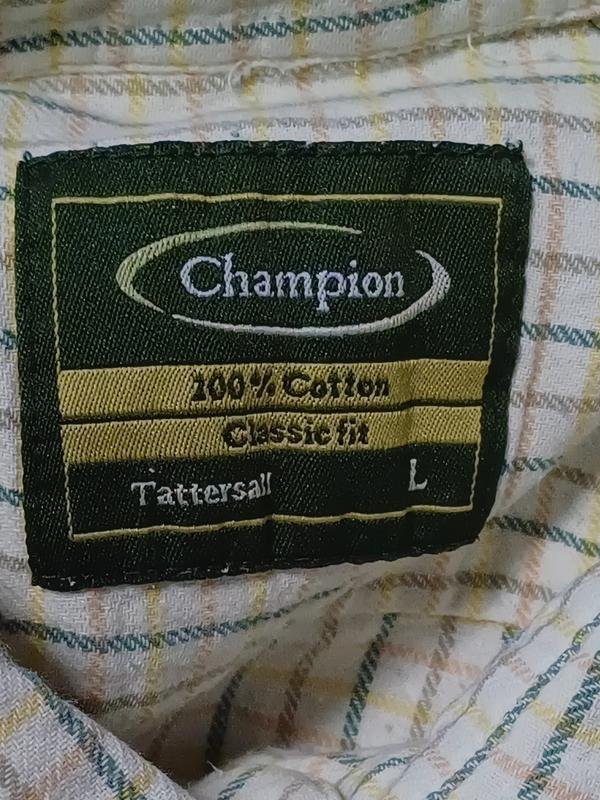 Champion
100% Cotton
Classic fit
Tattersall L